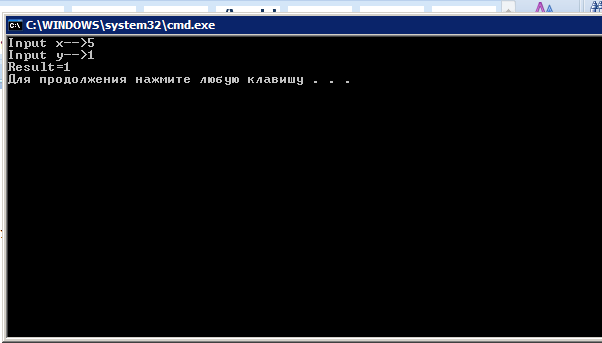 C:\WINDOWS\system32\cmd.exe
Input x-->5
Input y-->1
Result=1
Для продолжения нажмите любую клавишу . . .